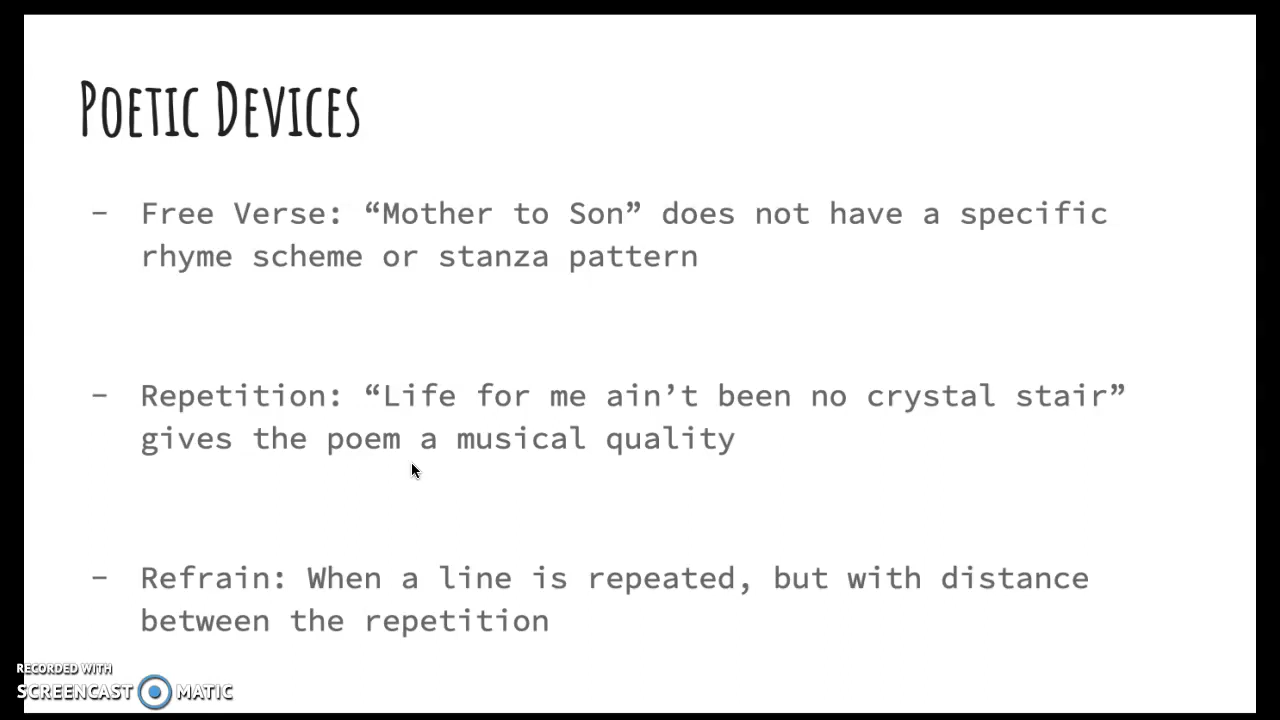 Poetic Devices
- Free Verse: “Mother to Son” does not have a specific
rhyme scheme or stanza pattern
- Repetition: “Life for me ain’t been no crystal stair”
gives the poem a musical quality
- Refrain: When a line is repeated, but with distance
between the repetition
RECORDED WITH
SCREENCAST MATIC